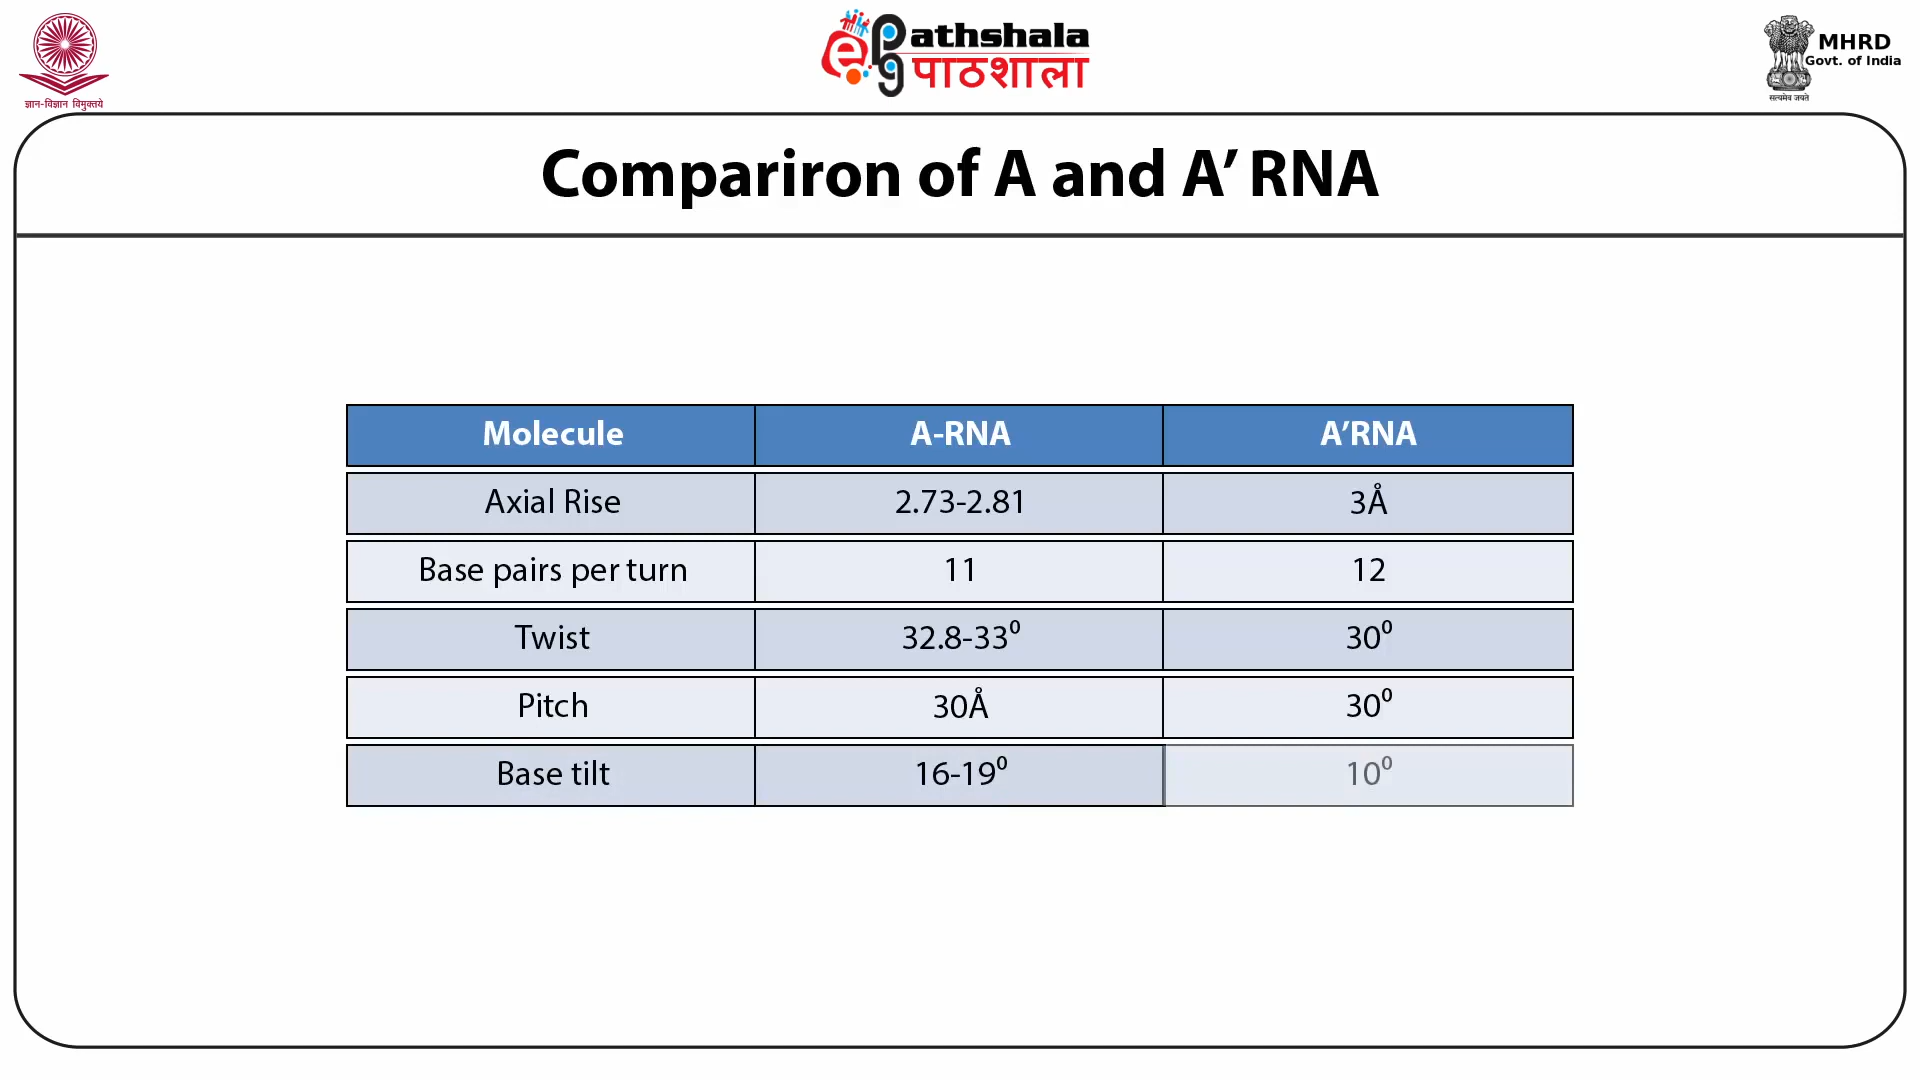 ज्ञान-विज्ञान विमुक्तये
ePathshala
पाठशाला
MHRD
Govt. of India
सत्यमेव जयते
Compariron of A and A’ RNA
Molecule A-RNA A’RNA
Axial Rise 2.73-2.81 3Å
Base pairs per turn 11 12
Twist 32.8-33⁰ 30⁰
Pitch 30Å 30⁰
Base tilt 16-19⁰ 10⁰